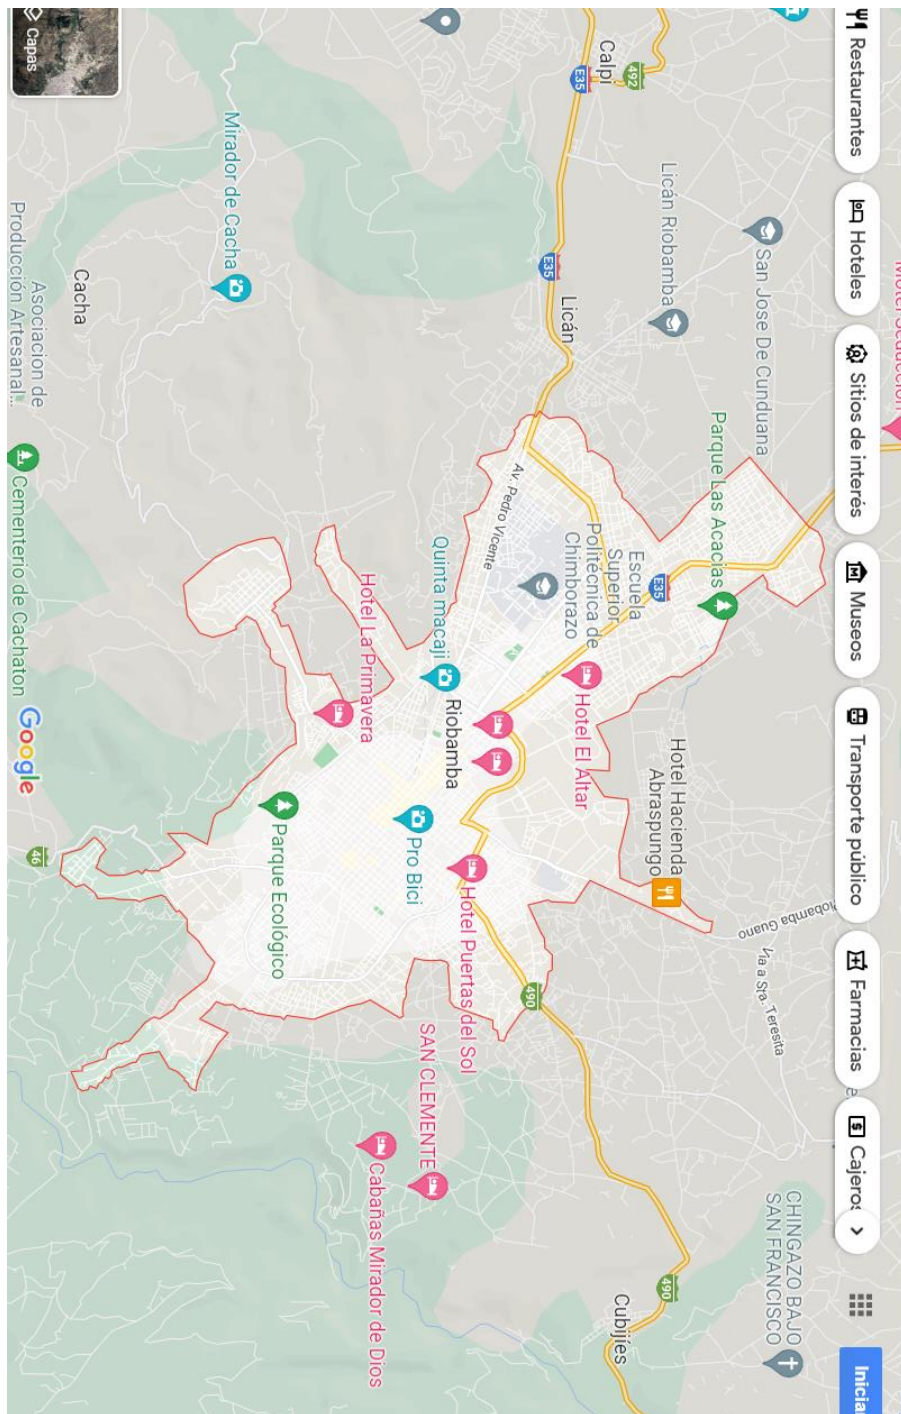 Restaurantes
Hoteles
Sitios de interés
Museos
Transporte público
Farmacias
Cajeros
Inicia
CHINGAZO BAJO
SAN FRANCISCO
San Jose De Cunduana
Parque Las Acacias
Vía a Sta. Teresita
Licán Riobamba
Hotel Hacienda
Abraspungo
492
Calpi
E35
E35
Escuela
Superior
Politécnica de
Chimborazo
Hotel El Altar
490
Cubijíes
E35
Licán
Av. Pedro Vicente
490
Hotel Puertas del Sol
Quinta macaji
Riobamba
Pro Bici
SAN CLEMENTE
Hotel La Primavera
Cabañas Mirador de Dios
Mirador de Cacha
Parque Ecológico
Cacha
Asociacion de
Producción Artesanal...
Cementerio de Cachaton
46
Capas
Google